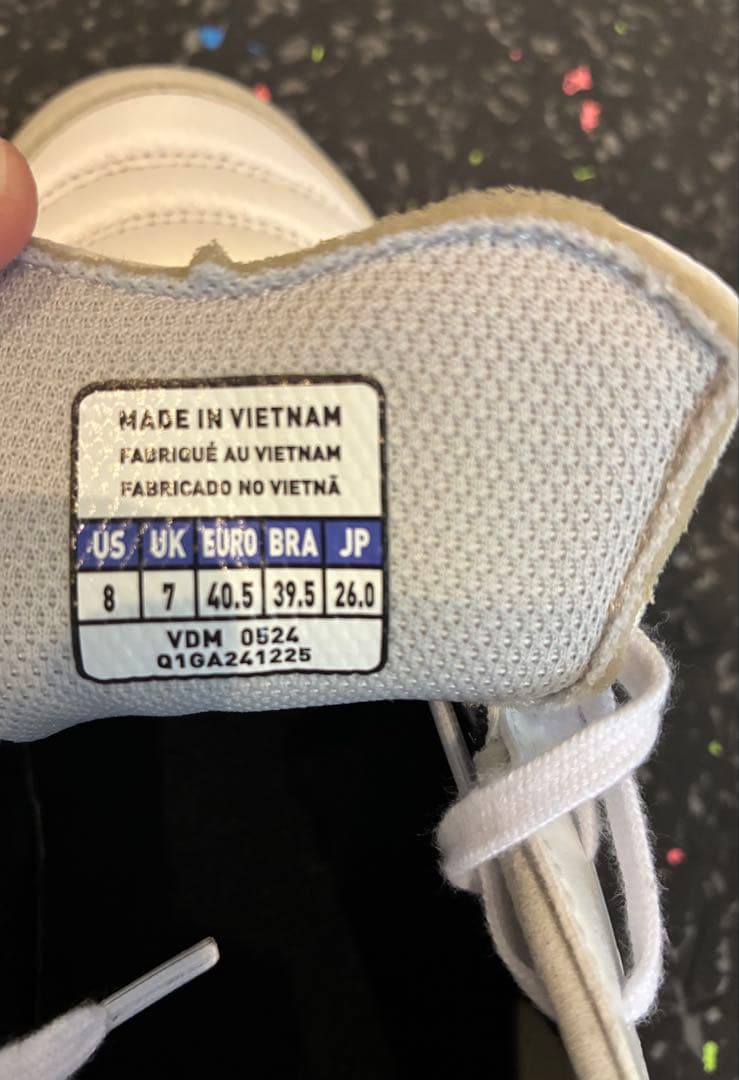 MADE IN VIETNAM
FABRIQUÉ AU VIETNAM
FABRICADO NO VIETNÃ
US UK EURO BRA JP
8 7 40.5 39.5 26.0
VDM 0524
Q1GA241225